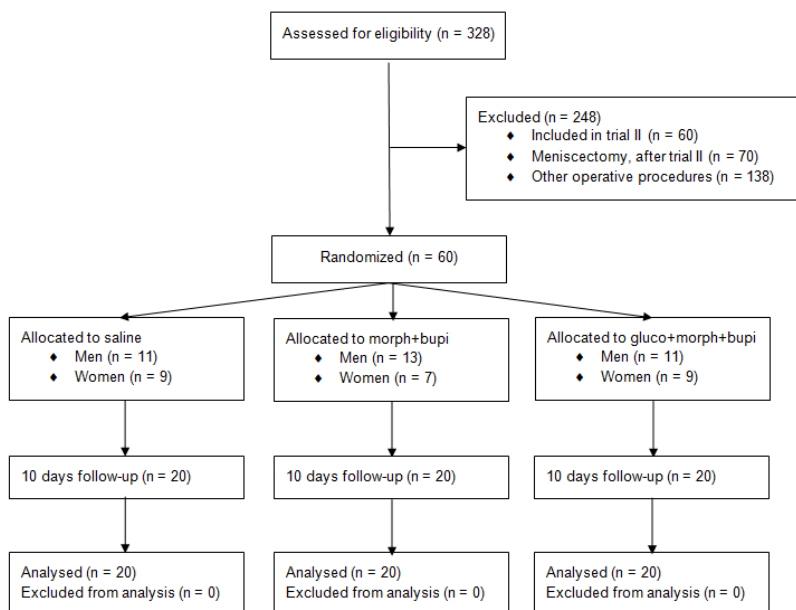 Assessed for eligibility (n = 328)
Excluded (n = 248)
♦ Included in trial II (n = 60)
♦ Meniscectomy, after trial II (n = 70)
♦ Other operative procedures (n = 138)
Randomized (n = 60)
Allocated to saline
♦ Men (n = 11)
♦ Women (n = 9)
Allocated to morph+bupi
♦ Men (n = 13)
♦ Women (n = 7)
Allocated to gluco+morph+bupi
♦ Men (n = 11)
♦ Women (n = 9)
10 days follow-up (n = 20)
10 days follow-up (n = 20)
10 days follow-up (n = 20)
Analysed (n = 20)
Excluded from analysis (n = 0)
Analysed (n = 20)
Excluded from analysis (n = 0)
Analysed (n = 20)
Excluded from analysis (n = 0)